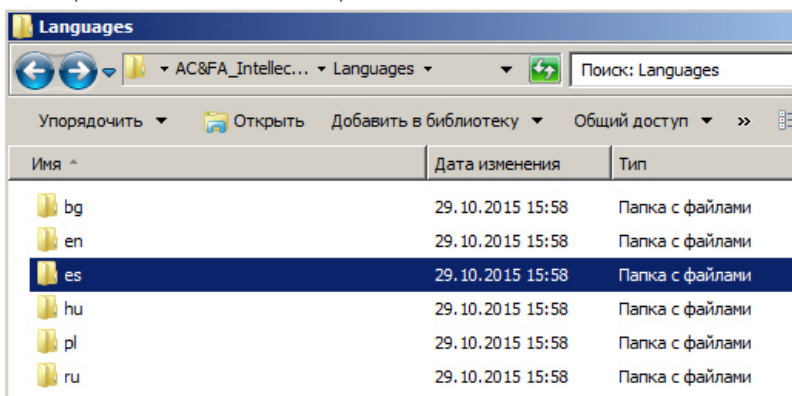 Languages
AC&FA_Intellec... Languages Поиск: Languages
Упорядочить Открыть Добавить в библиотеку Общий доступ »
Имя Дата изменения Тип
bg 29.10.2015 15:58 Папка с файлами
en 29.10.2015 15:58 Папка с файлами
es 29.10.2015 15:58 Папка с файлами
hu 29.10.2015 15:58 Папка с файлами
pl 29.10.2015 15:58 Папка с файлами
ru 29.10.2015 15:58 Папка с файлами